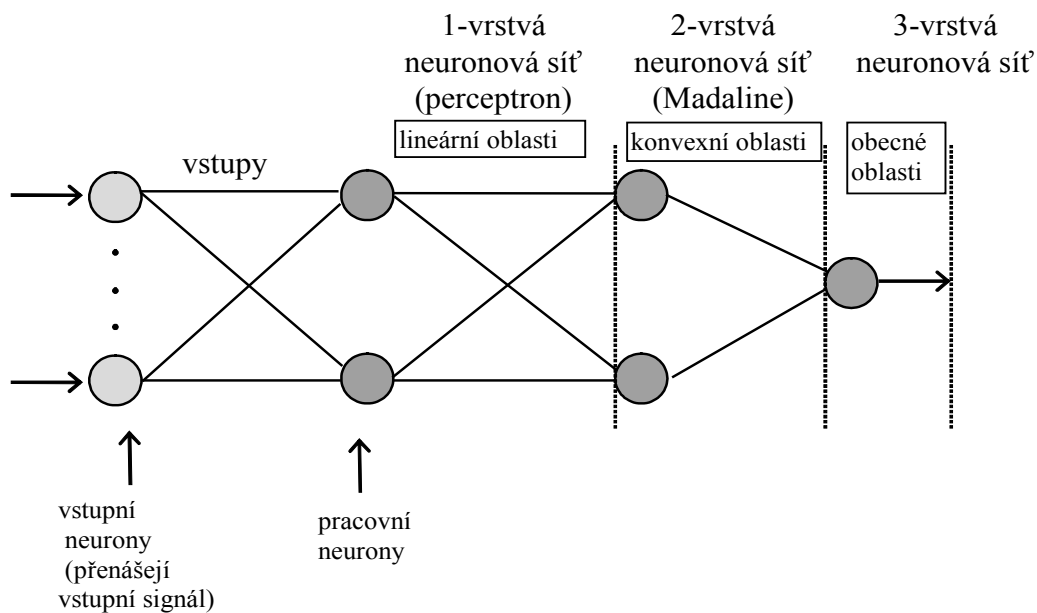 1-vrstvá
neuronová síť
(perceptron)
lineární oblasti
2-vrstvá
neuronová síť
(Madaline)
konvexní oblasti
3-vrstvá
neuronová síť
obecné
oblasti
vstupy
vstupní
neurony
(přenášejí
vstupní signál)
pracovní
neurony